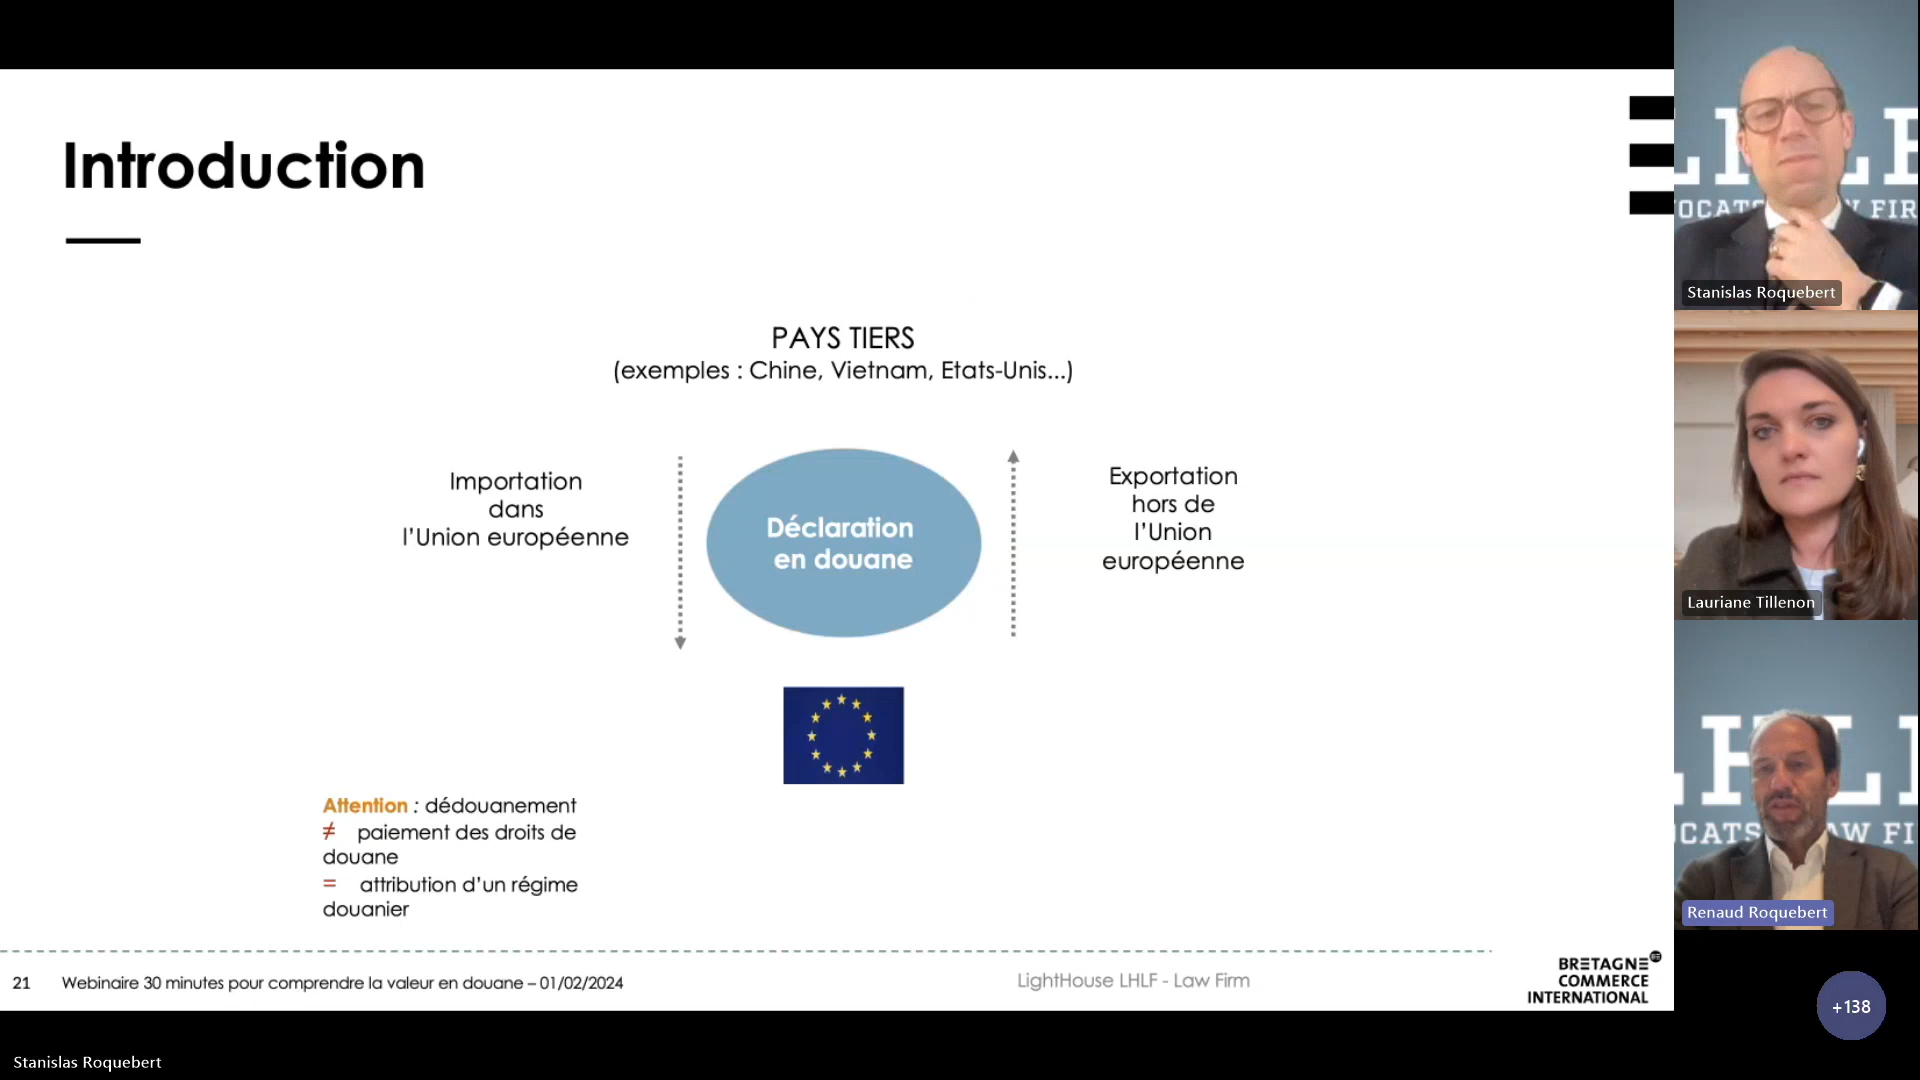 Introduction
PAYS TIERS
(exemples : Chine, Vietnam, Etats-Unis...)
Importation
dans
l'Union européenne
Déclaration
en douane
Exportation
hors de
l'Union
européenne
Attention : dédouanement
≠ paiement des droits de
douane
= attribution d'un régime
douanier
21 Webinaire 30 minutes pour comprendre la valeur en douane – 01/02/2024
LightHouse LHLF - Law Firm
BRETAGNE
COMMERCE
INTERNATIONAL
Stanislas Roquebert
Lauriane Tillenon
Renaud Roquebert
+138
Stanislas Roquebert